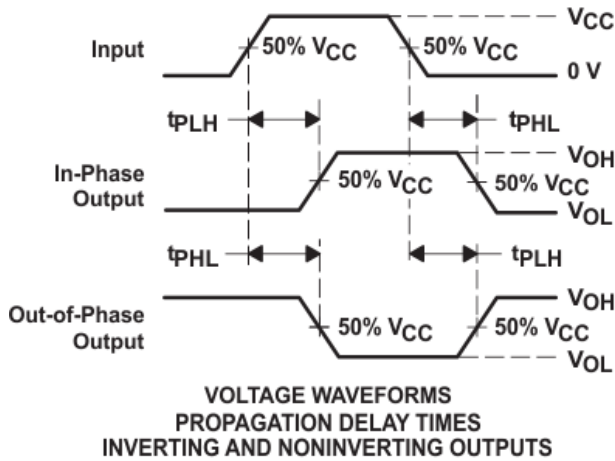 VCC
Input
50% VCC
50% VCC
0 V
tPLH
tPHL
VOH
In-Phase
Output
50% VCC
50% VCC
VOL
tPHL
tPLH
VOH
Out-of-Phase
Output
50% VCC
50% VCC
VOL
VOLTAGE WAVEFORMS
PROPAGATION DELAY TIMES
INVERTING AND NONINVERTING OUTPUTS